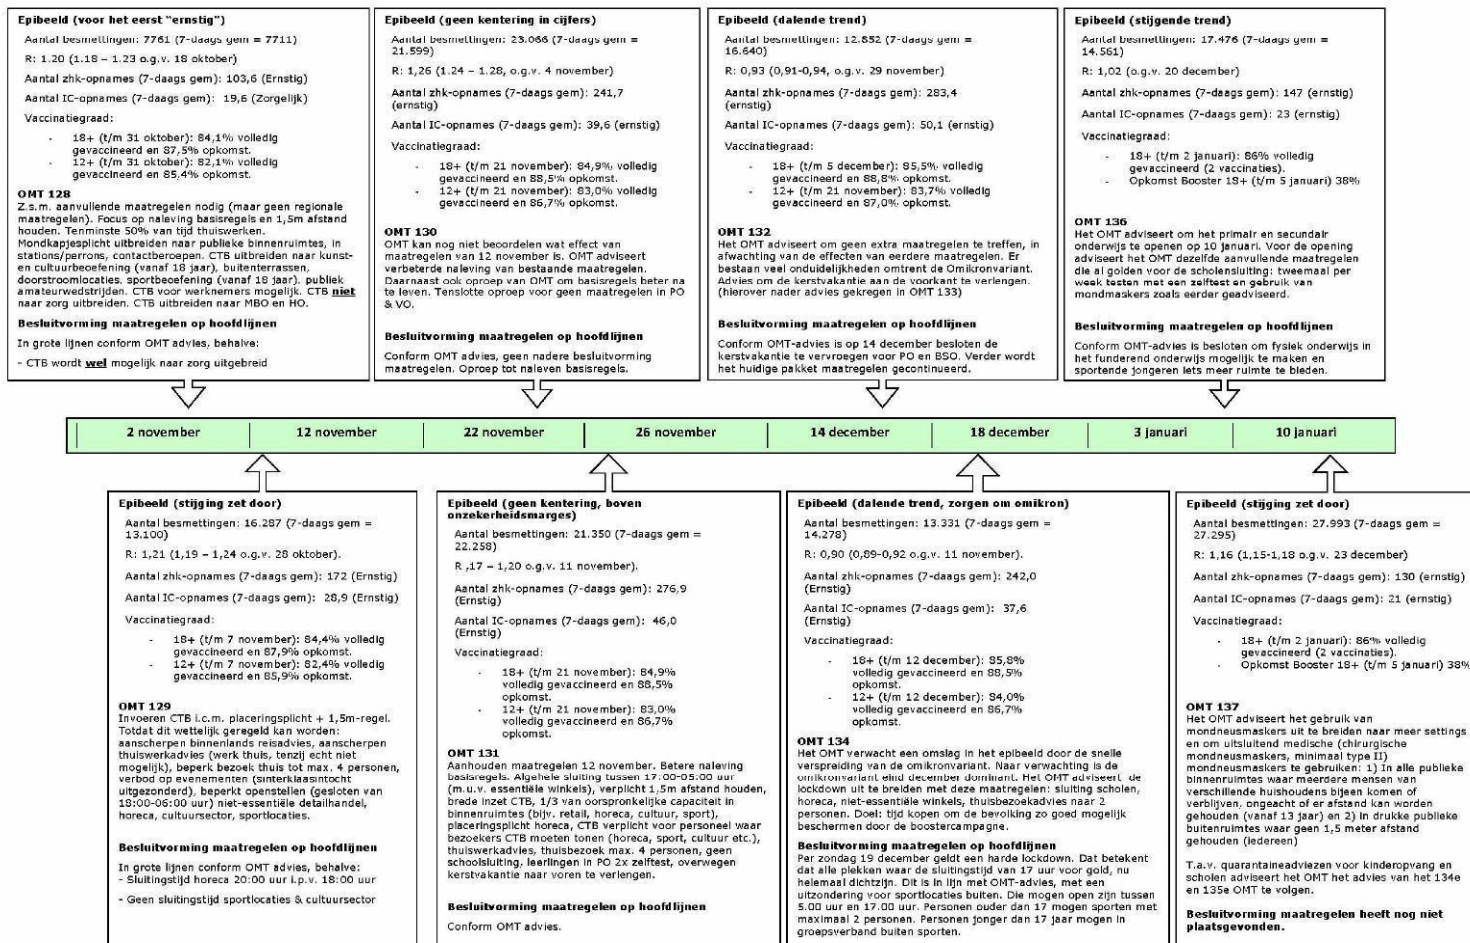 Epibeeld (voor het eerst "ernstig")
Aantal besmettingen: 7761 (7-daags gem = 7711)
R: 1.20 (1.18 – 1.23 o.g.v. 18 oktober)
Aantal zhk-opnames (7-daags gem): 103,6 (Ernstig)
Aantal IC-opnames (7-daags gem): 19,6 (Zorgelijk)
Vaccinatiegraad:
- 18+ (t/m 31 oktober): 84,1% volledig
gevaccineerd en 87,5% opkomst.
- 12+ (t/m 31 oktober): 82,1% volledig
gevaccineerd en 85,4% opkomst.
OMT 128
Z.s.m. aanvullende maatregelen nodig (maar geen regionale
maatregelen). Focus op naleving basisregels en 1,5m afstand
houden. Tenminste 50% van tijd thuiswerken.
Mondkapjesplicht uitbreiden naar publieke binnenruimtes, in
stations/perrons, contactberoepen. CTB uitbreiden naar kunst-
en cultuurbeoefening (vanaf 18 jaar), buitenterrassen,
doorstroomlocaties, sportbeoefening (vanaf 18 jaar), publiek
amateurwedstrijden. CTB voor werknemers mogelijk. CTB niet
naar zorg uitbreiden. CTB uitbreiden naar MBO en HO.
Besluitvorming maatregelen op hoofdlijnen
In grote lijnen conform OMT advies, behalve:
- CTB wordt wel mogelijk naar zorg uitgebreid
Epibeeld (geen kentering in cijfers)
Aantal besmettingen: 23.066 (7-daags gem =
21.599)
R: 1,26 (1.24 – 1.28, o.g.v. 4 november)
Aantal zhk-opnames (7-daags gem): 241,7
(ernstig)
Aantal IC-opnames (7-daags gem): 39,6 (ernstig)
Vaccinatiegraad:
- 18+ (t/m 21 november): 84,9% volledig
gevaccineerd en 88,5% opkomst.
- 12+ (t/m 21 november): 83,0% volledig
gevaccineerd en 86,7% opkomst.
OMT 130
OMT kan nog niet beoordelen wat effect van
maatregelen van 12 november is. OMT adviseert
verbeterde naleving van bestaande maatregelen.
Daarnaast ook oproep van OMT om basisregels beter na
te leven. Tenslotte oproep voor geen maatregelen in PO
& VO.
Besluitvorming maatregelen op hoofdlijnen
Conform OMT advies, geen nadere besluitvorming
maatregelen. Oproep tot naleven basisregels.
Epibeeld (dalende trend)
Aantal besmettingen: 12.852 (7-daags gem =
16.640)
R: 0,93 (0,91-0,94, o.g.v. 29 november)
Aantal zhk-opnames (7-daags gem): 283,4
(ernstig)
Aantal IC-opnames (7-daags gem): 50,1 (ernstig)
Vaccinatiegraad:
- 18+ (t/m 5 december): 85,5% volledig
gevaccineerd en 88,8% opkomst.
- 12+ (t/m 21 november): 83,7% volledig
gevaccineerd en 87,0% opkomst.
OMT 132
Het OMT adviseert om geen extra maatregelen te treffen, in
afwachting van de effecten van eerdere maatregelen. Er
bestaan veel onduidelijkheden omtrent de Omikronvariant.
Advies om de kerstvakantie aan de voorkant te verlengen.
(hierover nader advies gekregen in OMT 133)
Besluitvorming maatregelen op hoofdlijnen
Conform OMT-advies is op 14 december besloten de
kerstvakantie te vervroegen voor PO en BSO. Verder wordt
het huidige pakket maatregelen gecontinueerd.
Epibeeld (stijgende trend)
Aantal besmettingen: 17.476 (7-daags gem =
14.561)
R: 1,02 (o.g.v. 20 december)
Aantal zhk-opnames (7-daags gem): 147 (ernstig)
Aantal IC-opnames (7-daags gem): 23 (ernstig)
Vaccinatiegraad:
- 18+ (t/m 2 januari): 86% volledig
gevaccineerd (2 vaccinaties).
- Opkomst Booster 18+ (t/m 5 januari) 38%
OMT 136
Het OMT adviseert om het primair en secundair
onderwijs te openen op 10 januari. Voor de opening
adviseert het OMT dezelfde aanvullende maatregelen
die al golden voor de scholensluiting: tweemaal per
week testen met een zelftest en gebruik van
mondmaskers zoals eerder geadviseerd.
Besluitvorming maatregelen op hoofdlijnen
Conform OMT-advies is besloten om fysiek onderwijs in
het funderend onderwijs mogelijk te maken en
sportende jongeren iets meer ruimte te bieden.
2 november
12 november
22 november
26 november
14 december
18 december
3 januari
10 januari
Epibeeld (stijging zet door)
Aantal besmettingen: 16.287 (7-daags gem =
13.100)
R: 1,21 (1,19 – 1,24 o.g.v. 28 oktober).
Aantal zhk-opnames (7-daags gem): 172 (Ernstig)
Aantal IC-opnames (7-daags gem): 28,9 (Ernstig)
Vaccinatiegraad:
- 18+ (t/m 7 november): 84,4% volledig
gevaccineerd en 87,9% opkomst.
- 12+ (t/m 7 november): 82,4% volledig
gevaccineerd en 85,9% opkomst.
OMT 129
Invoeren CTB i.c.m. placeringsplicht + 1,5m-regel.
Totdat dit wettelijk geregeld kan worden:
aanscherpen binnenlands reisadvies, aanscherpen
thuiswerkadvies (werk thuis, tenzij echt niet
mogelijk), beperk bezoek thuis tot max. 4 personen,
verbod op evenementen (sinterklaasintocht
uitgezonderd), beperkt openstellen (gesloten van
18:00-06:00 uur) niet-essentiële detailhandel,
horeca, cultuursector, sportlocaties.
Besluitvorming maatregelen op hoofdlijnen
In grote lijnen conform OMT advies, behalve:
- Sluitingstijd horeca 20:00 uur i.p.v. 18:00 uur
- Geen sluitingstijd sportlocaties & cultuursector
Epibeeld (geen kentering, boven
onzekerheidsmarges)
Aantal besmettingen: 21.350 (7-daags gem =
22.258)
R ,17 – 1,20 o.g.v. 11 november).
Aantal zhk-opnames (7-daags gem): 276,9
(Ernstig)
Aantal IC-opnames (7-daags gem): 46,0
(Ernstig)
Vaccinatiegraad:
- 18+ (t/m 21 november): 84,9%
volledig gevaccineerd en 88,5%
opkomst.
- 12+ (t/m 21 november): 83,0%
volledig gevaccineerd en 86,7%
opkomst.
OMT 131
Aanhouden maatregelen 12 november. Betere naleving
basisregels. Algehele sluiting tussen 17:00-05:00 uur
(m.u.v. essentiële winkels), verplicht 1,5m afstand houden,
brede inzet CTB, 1/3 van oorspronkelijke capaciteit in
binnenruimtes (bijv. retail, horeca, cultuur, sport),
placeringsplicht horeca, CTB verplicht voor personeel waar
bezoekers CTB moeten tonen (horeca, sport, cultuur etc.),
thuiswerkadvies, thuisbezoek max. 4 personen, geen
schoolsluiting, leerlingen in PO 2x zelftest, overwegen
kerstvakantie naar voren te verlengen.
Besluitvorming maatregelen op hoofdlijnen
Conform OMT advies.
Epibeeld (dalende trend, zorgen om omikron)
Aantal besmettingen: 13.331 (7-daags gem =
14.278)
R: 0,90 (0,89-0,92 o.g.v. 11 november).
Aantal zhk-opnames (7-daags gem): 242,0
(Ernstig)
Aantal IC-opnames (7-daags gem): 37,6
(Ernstig)
Vaccinatiegraad:
- 18+ (t/m 12 december): 85,8%
volledig gevaccineerd en
88,5%
opkomst.
- 12+ (t/m 12 december): 84,0%
volledig gevaccineerd en 86,7%
opkomst.
OMT 134
Het OMT verwacht een omslag in het epibeeld door de snelle
verspreiding van de omikronvariant. Naar verwachting is de
omikronvariant eind december dominant. Het OMT adviseert de
lockdown uit te breiden met deze maatregelen: sluiting scholen,
horeca, niet-essentiële winkels, thuisbezoekadvies naar 2
personen. Doel: tijd kopen om de bevolking zo goed mogelijk
beschermen door de boostercampagne.
Besluitvorming maatregelen op hoofdlijnen
Per zondag 19 december geldt een harde lockdown. Dat betekent
dat alle plekken waar de sluitingstijd van 17 uur voor gold, nu
helemaal dichtzijn. Dit is in lijn met OMT-advies, met een
uitzondering voor sportlocaties buiten. Die mogen open zijn tussen
5.00 uur en 17.00 uur. Personen ouder dan 17 mogen sporten met
maximaal 2 personen. Personen jonger dan 17 jaar mogen in
groepsverband buiten sporten.
Epibeeld (stijging zet door)
Aantal besmettingen: 27.993 (7-daags gem =
27.295)
R: 1,16 (1,15-1,18 o.g.v. 23 december)
Aantal zhk-opnames (7-daags gem): 130 (ernstig)
Aantal IC-opnames (7-daags gem): 21 (ernstig)
Vaccinatiegraad:
- 18+ (t/m 2 januari): 86% volledig
gevaccineerd (2 vaccinaties).
- Opkomst Booster 18+ (t/m 5 januari) 38%
OMT 137
Het OMT adviseert het gebruik van
mondneusmaskers uit te breiden naar meer settings
en om uitsluitend medische (chirurgische
mondneusmaskers, minimaal type II)
mondneusmaskers te gebruiken: 1) In alle publieke
binnenruimtes waar meerdere mensen van
verschillende huishoudens bijeen komen of
verblijven, ongeacht of er afstand kan worden
gehouden (vanaf 13 jaar) en 2) in drukke publieke
buitenruimtes waar geen 1,5 meter afstand
gehouden (iedereen)
T.a.v. quarantaineadviezen voor kinderopvang en
scholen adviseert het OMT het advies van het 134e
en 135e OMT te volgen.
Besluitvorming maatregelen heeft nog niet
plaatsgevonden.